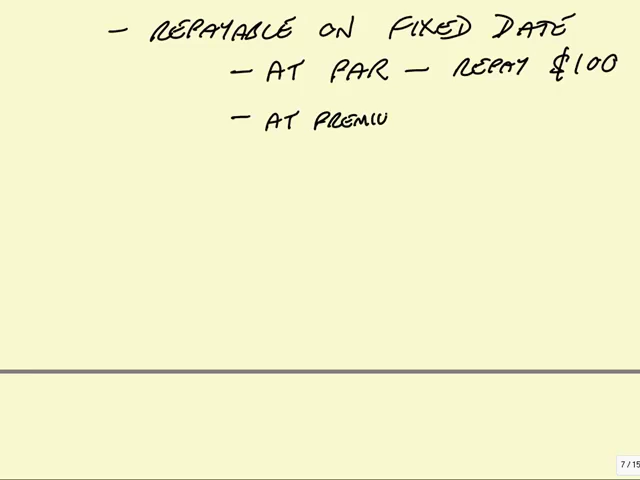 - REPAYABLE ON FIXED DATE
- AT PAR - REPAY $100
- AT PREMIU
7 / 15